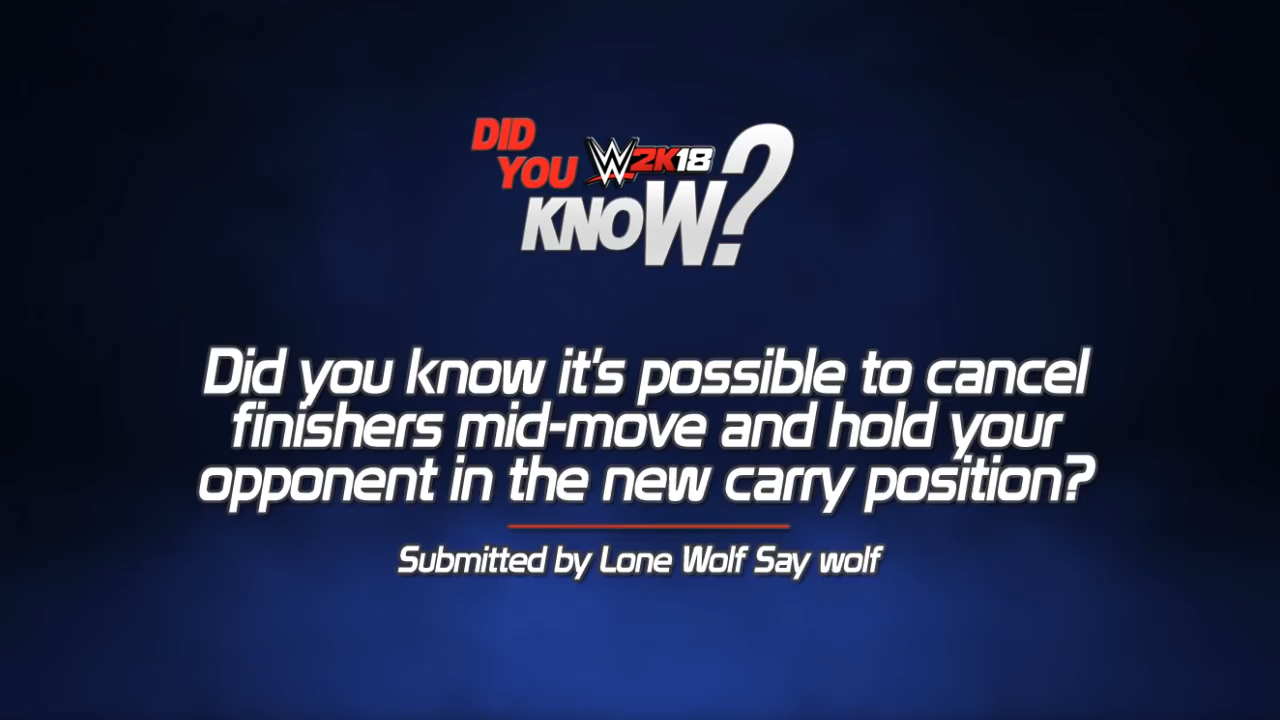 DID
YOU W 2K18
KNOW?
Did you know it's possible to cancel
finishers mid-move and hold your
opponent in the new carry position?
Submitted by Lone Wolf Say wolf